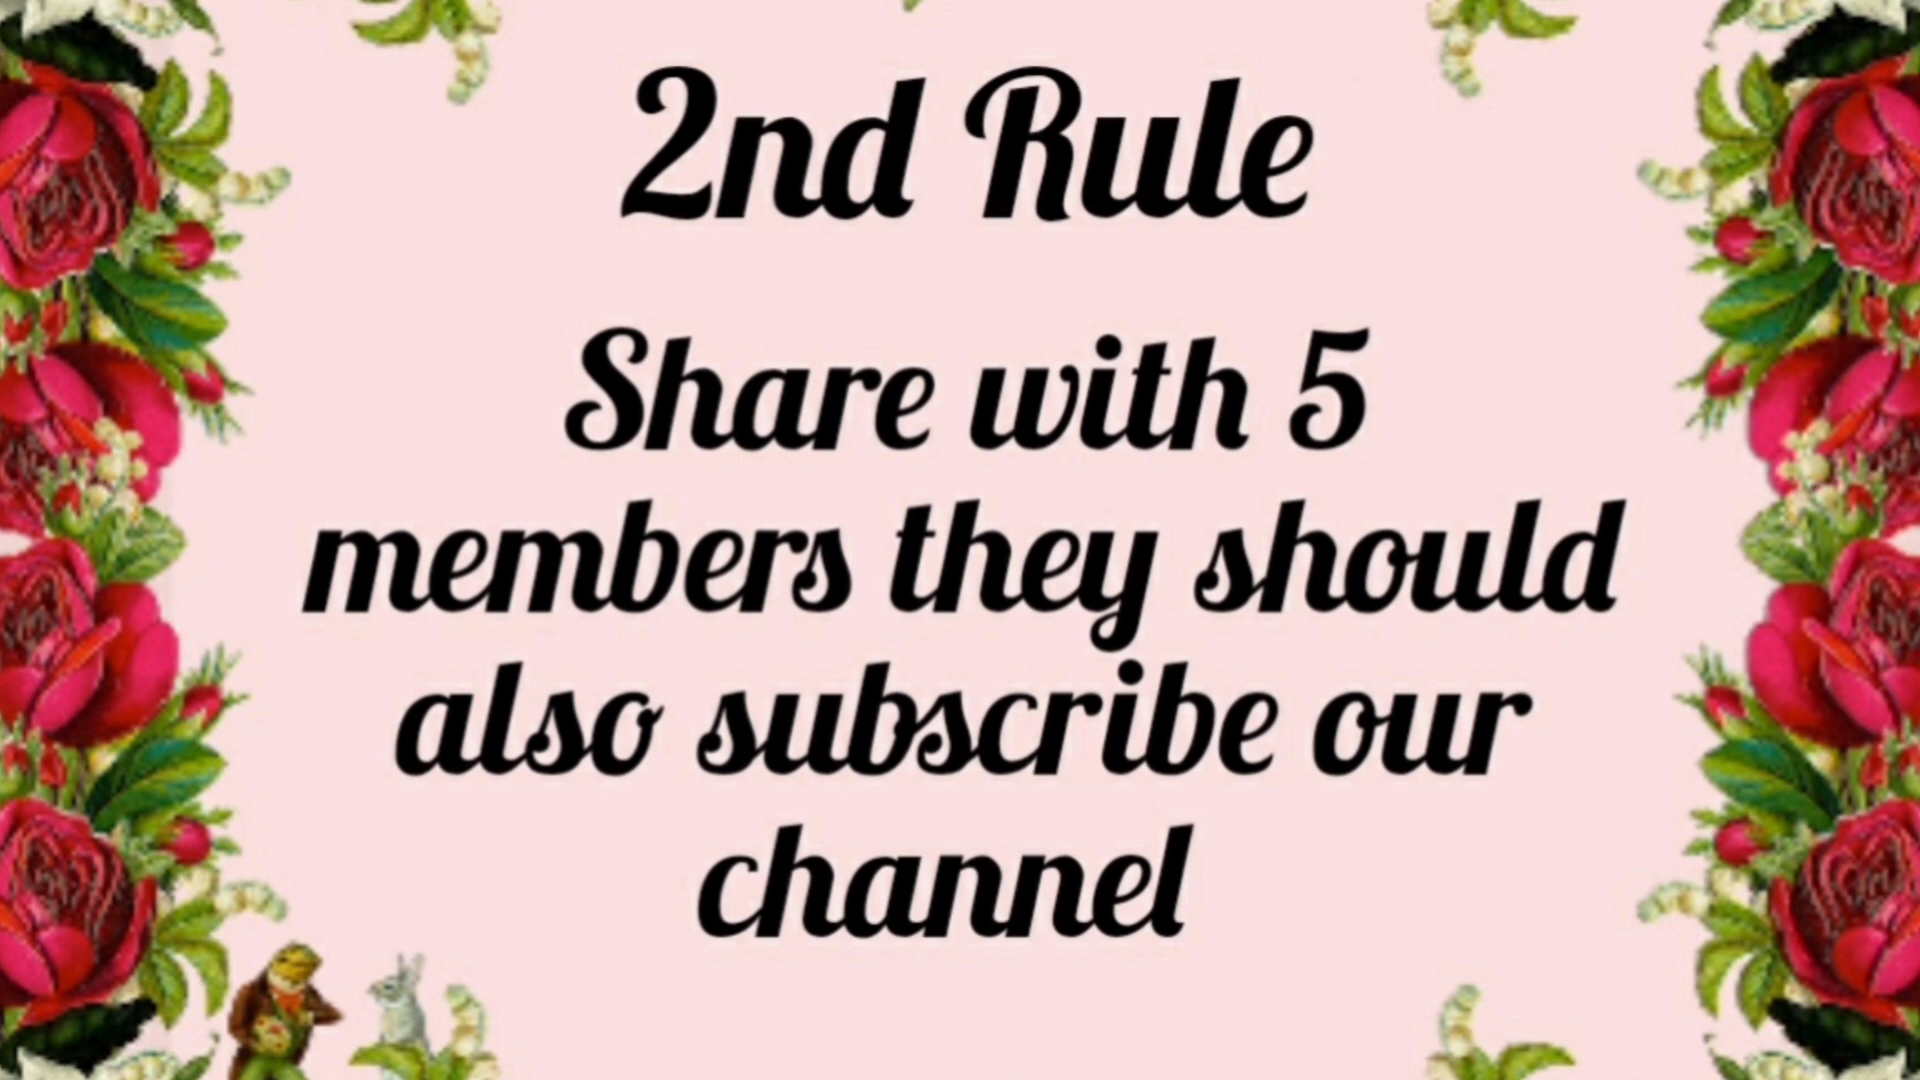 2nd Rule
Share with 5
members they should
also subscribe our
channel